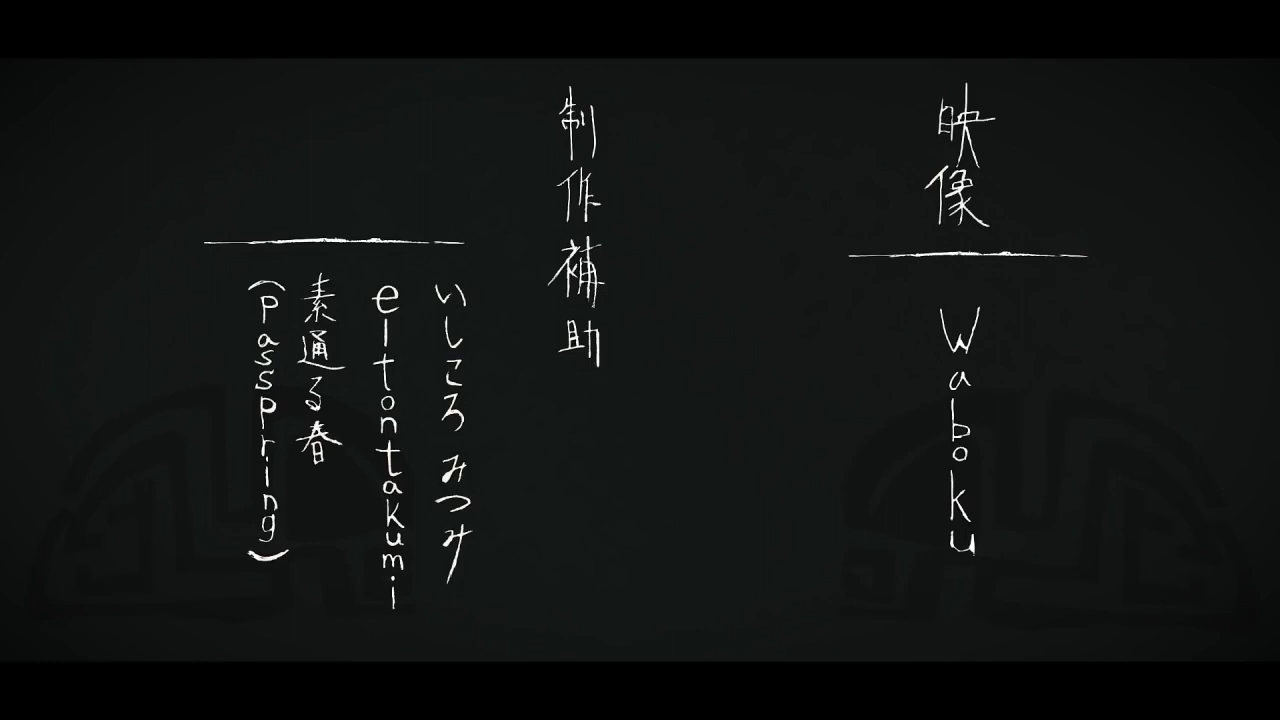 映像
Waboku
制作補助
いしころ みつみ
eltontakumi
素通る春
(passpring)